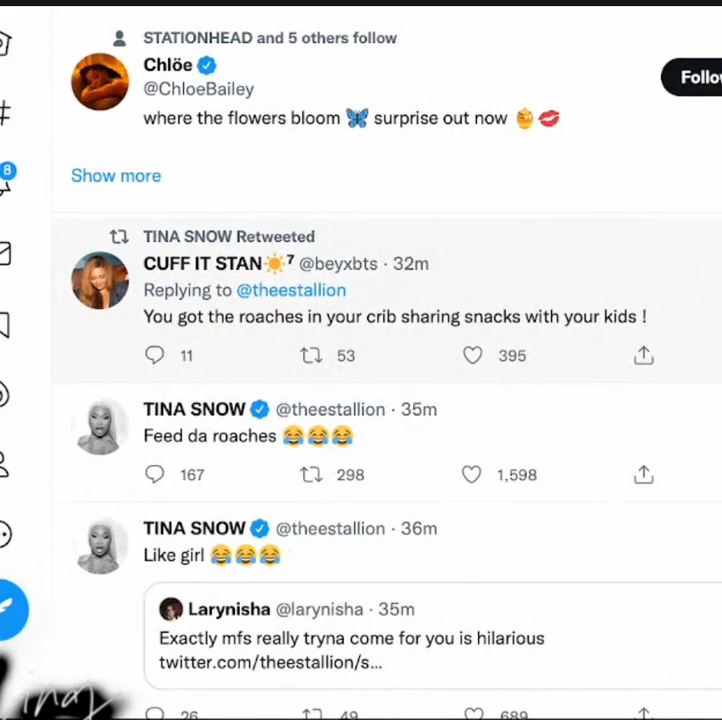 STATIONHEAD and 5 others follow
Chlöe
@ChloeBailey
Follo
where the flowers bloom 🦋 surprise out now 🍯 💋
Show more
8
TINA SNOW Retweeted
CUFF IT STAN☀️⁷ @beyxbts · 32m
Replying to @theestallion
You got the roaches in your crib sharing snacks with your kids !
11 53 395
TINA SNOW @theestallion · 35m
Feed da roaches 😂😂😂
167 298 1,598
TINA SNOW @theestallion · 36m
Like girl 😂😂😂
Larynisha @larynisha · 35m
Exactly mfs really tryna come for you is hilarious
twitter.com/theestallion/s...
26 49 689